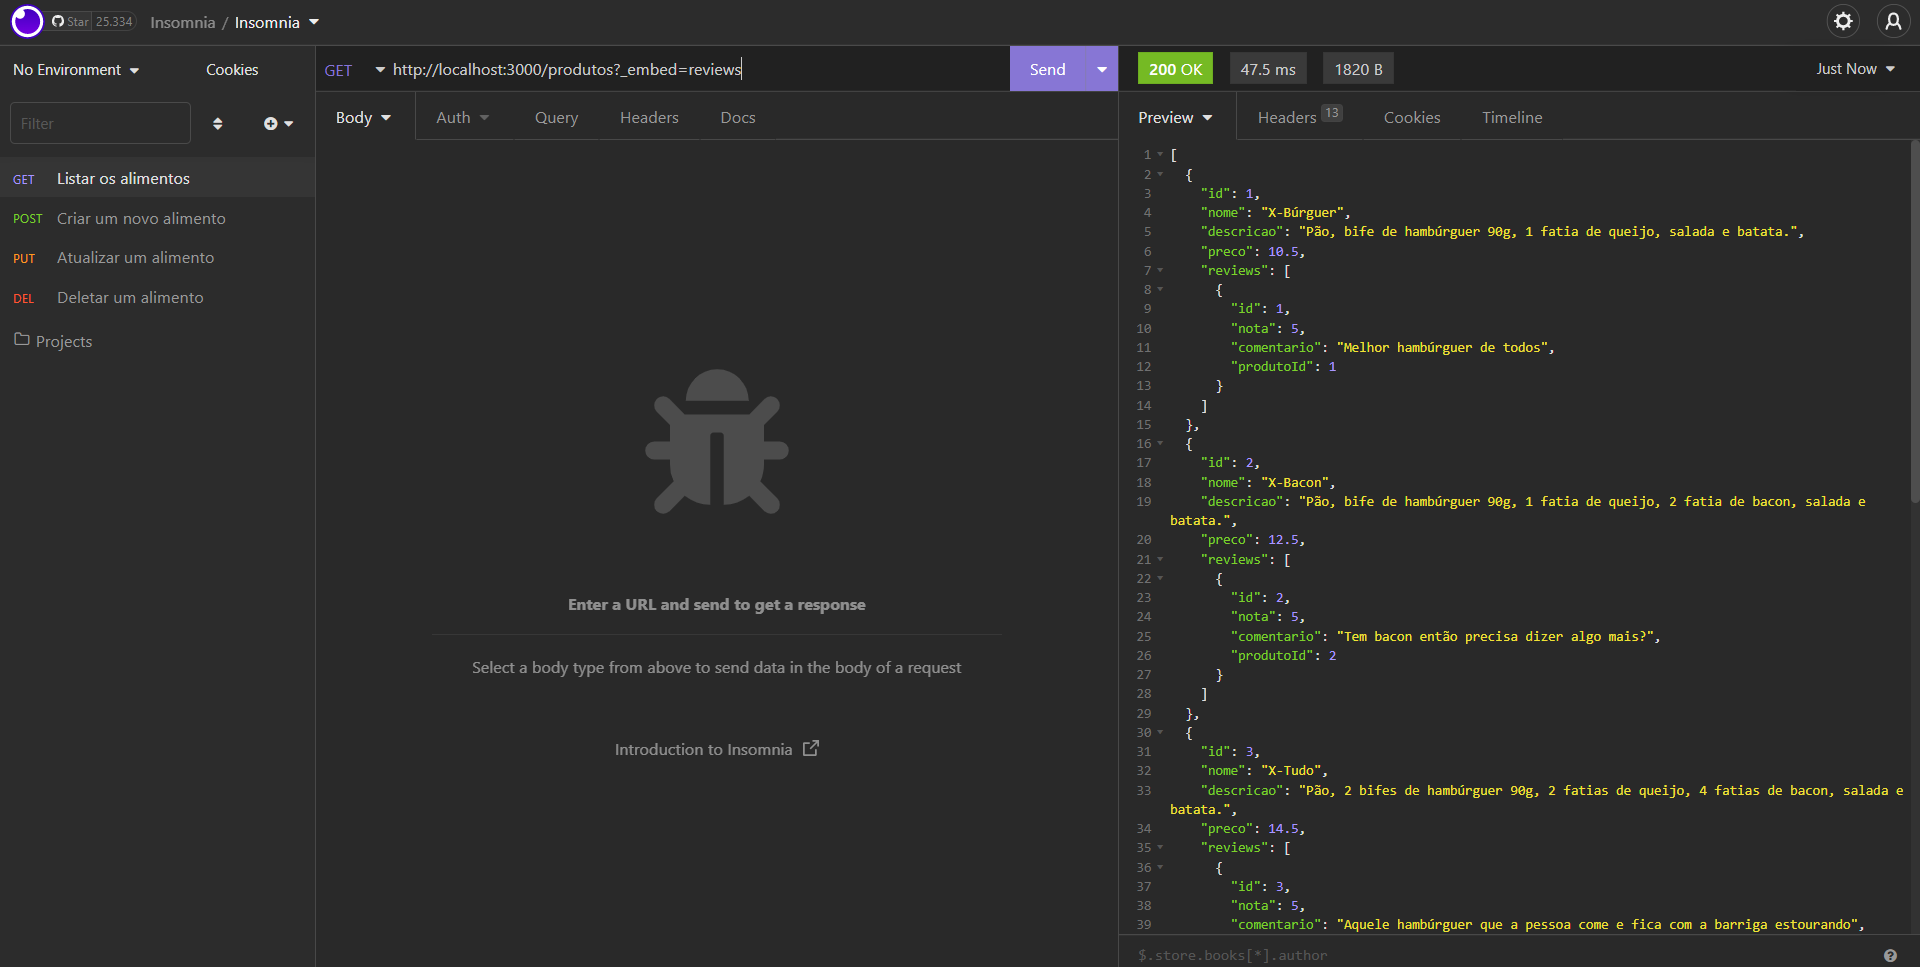 Star 25.334 Insomnia / Insomnia
No Environment Cookies
Filter
GET Listar os alimentos
POST Criar um novo alimento
PUT Atualizar um alimento
DEL Deletar um alimento
Projects
GET http://localhost:3000/produtos?_embed=reviews Send
Body Auth Query Headers Docs
Enter a URL and send to get a response
Select a body type from above to send data in the body of a request
Introduction to Insomnia
200 OK 47.5 ms 1820 B Just Now
Preview Headers 13 Cookies Timeline
1 [
2 {
3 "id": 1,
4 "nome": "X-Búrguer",
5 "descricao": "Pão, bife de hambúrguer 90g, 1 fatia de queijo, salada e batata.",
6 "preco": 10.5,
7 "reviews": [
8 {
9 "id": 1,
10 "nota": 5,
11 "comentario": "Melhor hambúrguer de todos",
12 "produtoId": 1
13 }
14 ]
15 },
16 {
17 "id": 2,
18 "nome": "X-Bacon",
19 "descricao": "Pão, bife de hambúrguer 90g, 1 fatia de queijo, 2 fatia de bacon, salada e
batata.",
20 "preco": 12.5,
21 "reviews": [
22 {
23 "id": 2,
24 "nota": 5,
25 "comentario": "Tem bacon então precisa dizer algo mais?",
26 "produtoId": 2
27 }
28 ]
29 },
30 {
31 "id": 3,
32 "nome": "X-Tudo",
33 "descricao": "Pão, 2 bifes de hambúrguer 90g, 2 fatias de queijo, 4 fatias de bacon, salada e
batata.",
34 "preco": 14.5,
35 "reviews": [
36 {
37 "id": 3,
38 "nota": 5,
39 "comentario": "Aquele hambúrguer que a pessoa come e fica com a barriga estourando",
$.store.books[*].author